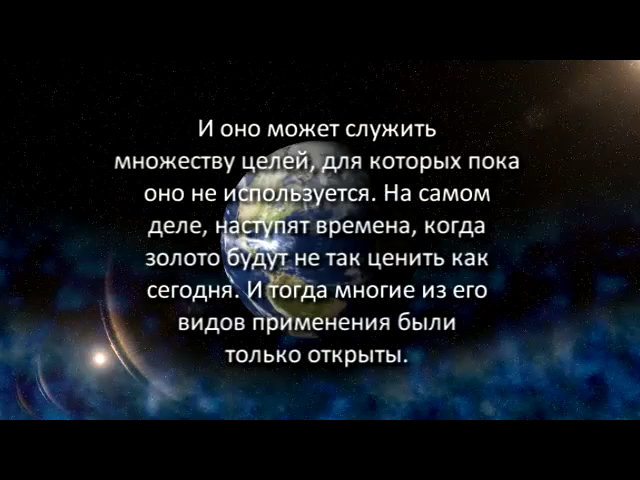 И оно может служить
множеству целей, для которых пока
оно не используется. На самом
деле, наступят времена, когда
золото будут не так ценить как
сегодня. И тогда многие из его
видов применения были
только открыты.